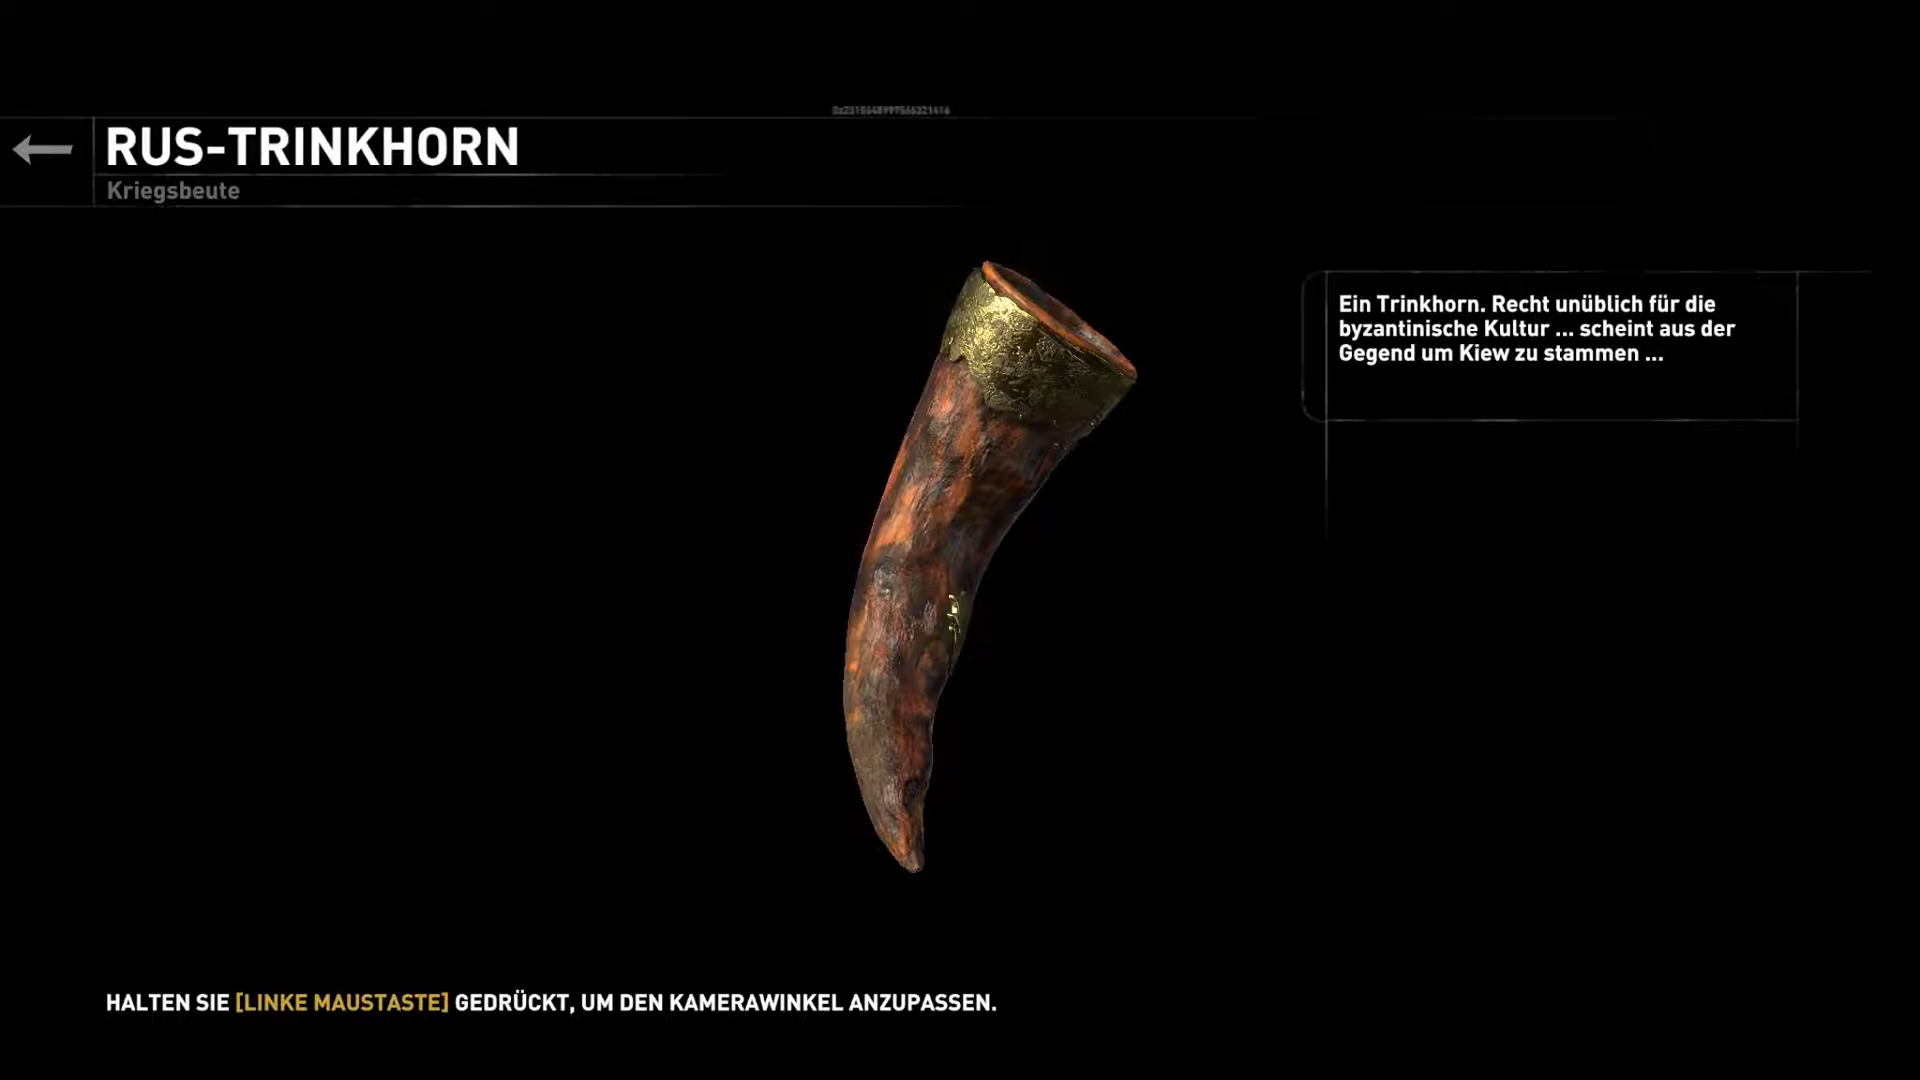 RUS-TRINKHORN
Kriegsbeute
Ein Trinkhorn. Recht unüblich für die
byzantinische Kultur ... scheint aus der
Gegend um Kiew zu stammen ...
HALTEN SIE [LINKE MAUSTASTE] GEDRÜCKT, UM DEN KAMERAWINKEL ANZUPASSEN.